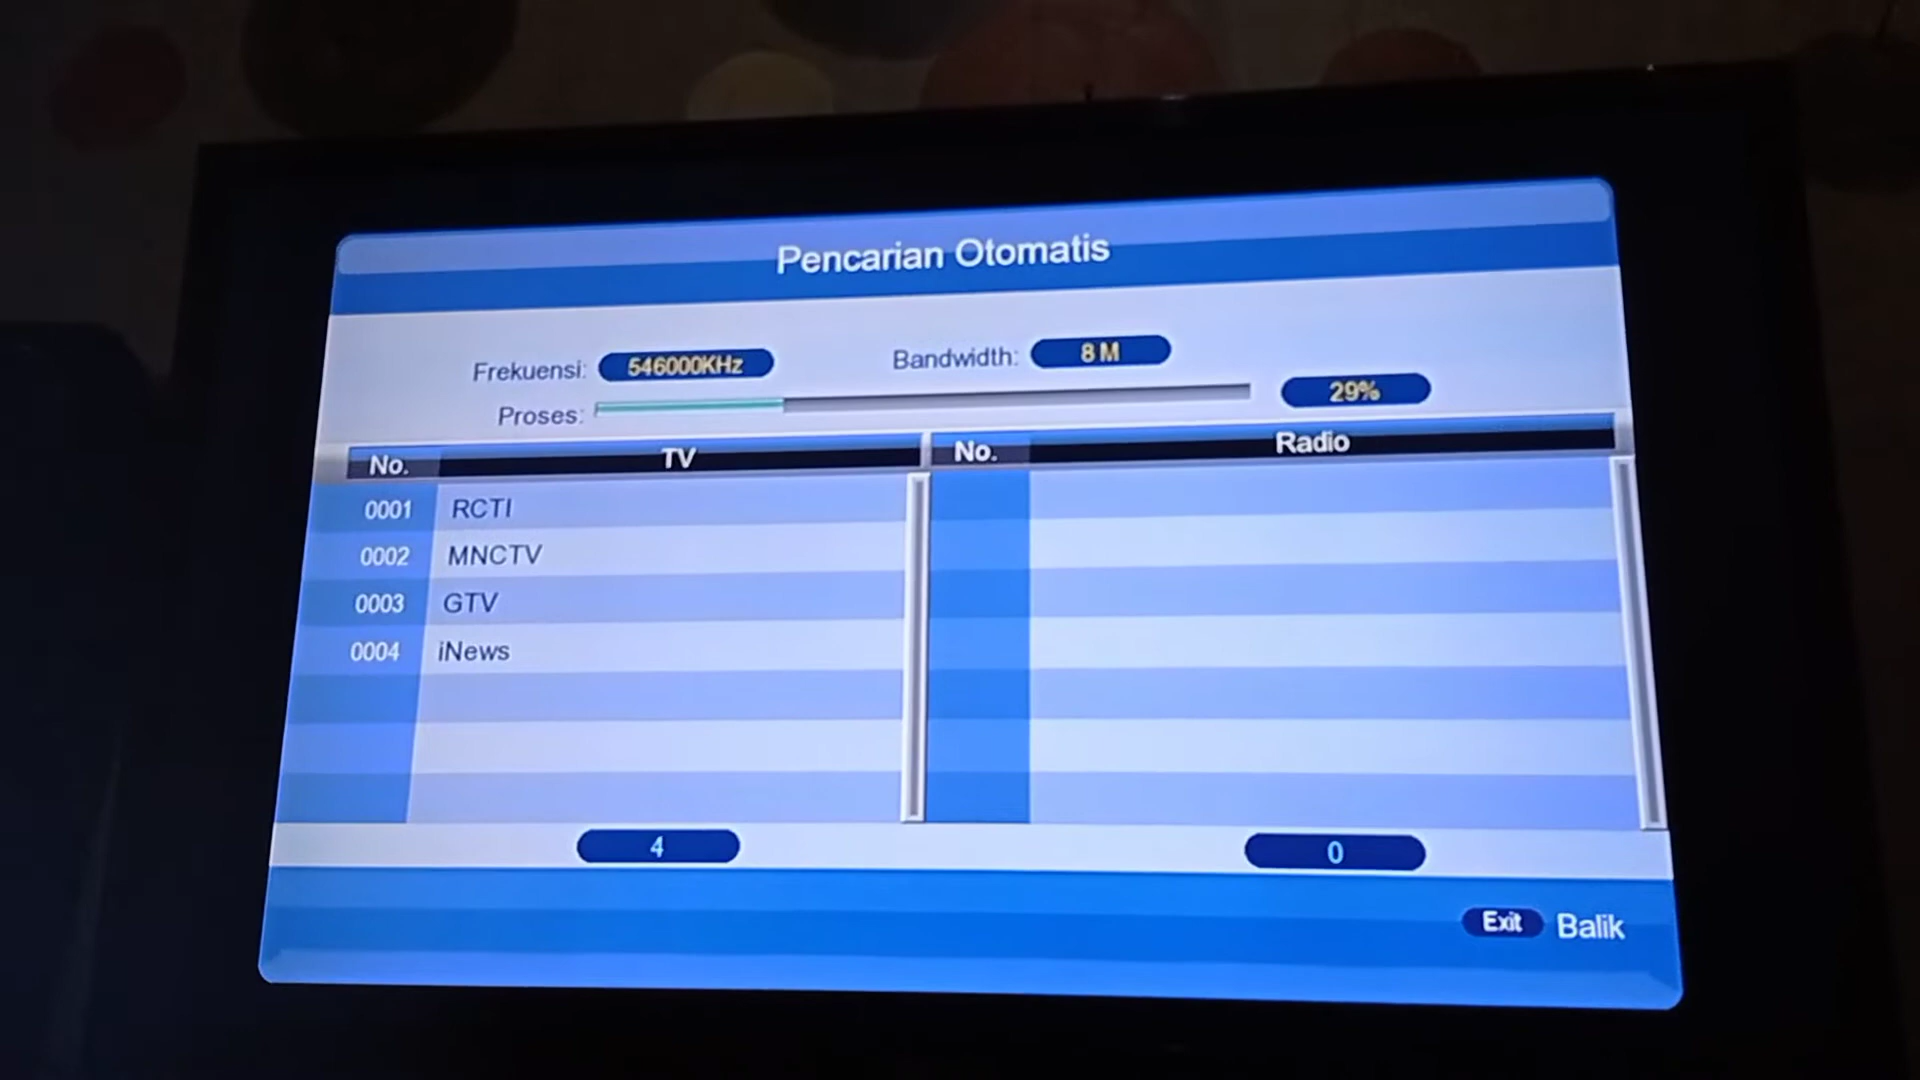 Pencarian Otomatis
Frekuensi: 546000KHz Bandwidth: 8 M
Proses: 29%
No. TV No. Radio
0001 RCTI
0002 MNCTV
0003 GTV
0004 iNews
4 0
Exit Balik